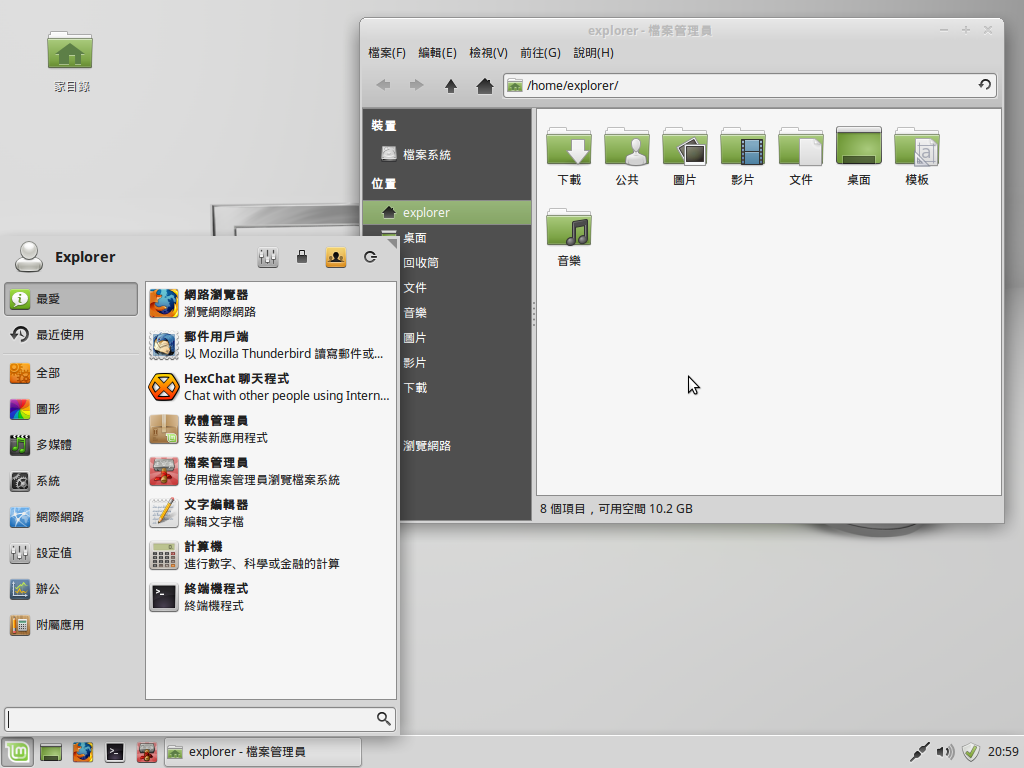 家目錄
explorer - 檔案管理員
檔案(F) 編輯(E) 檢視(V) 前往(G) 說明(H)
/home/explorer/
裝置
檔案系統
位置
explorer
桌面
回收筒
文件
音樂
圖片
影片
下載
瀏覽網路
下載 公共 圖片 影片 文件 桌面 模板
音樂
8 個項目，可用空間 10.2 GB
Explorer
最愛
最近使用
全部
圖形
多媒體
系統
網際網路
設定值
辦公
附屬應用
網路瀏覽器
瀏覽網際網路
郵件用戶端
以 Mozilla Thunderbird 讀寫郵件或...
HexChat 聊天程式
Chat with other people using Intern...
軟體管理員
安裝新應用程式
檔案管理員
使用檔案管理員瀏覽檔案系統
文字編輯器
編輯文字檔
計算機
進行數字、科學或金融的計算
終端機程式
終端機程式
explorer - 檔案管理員
20:59